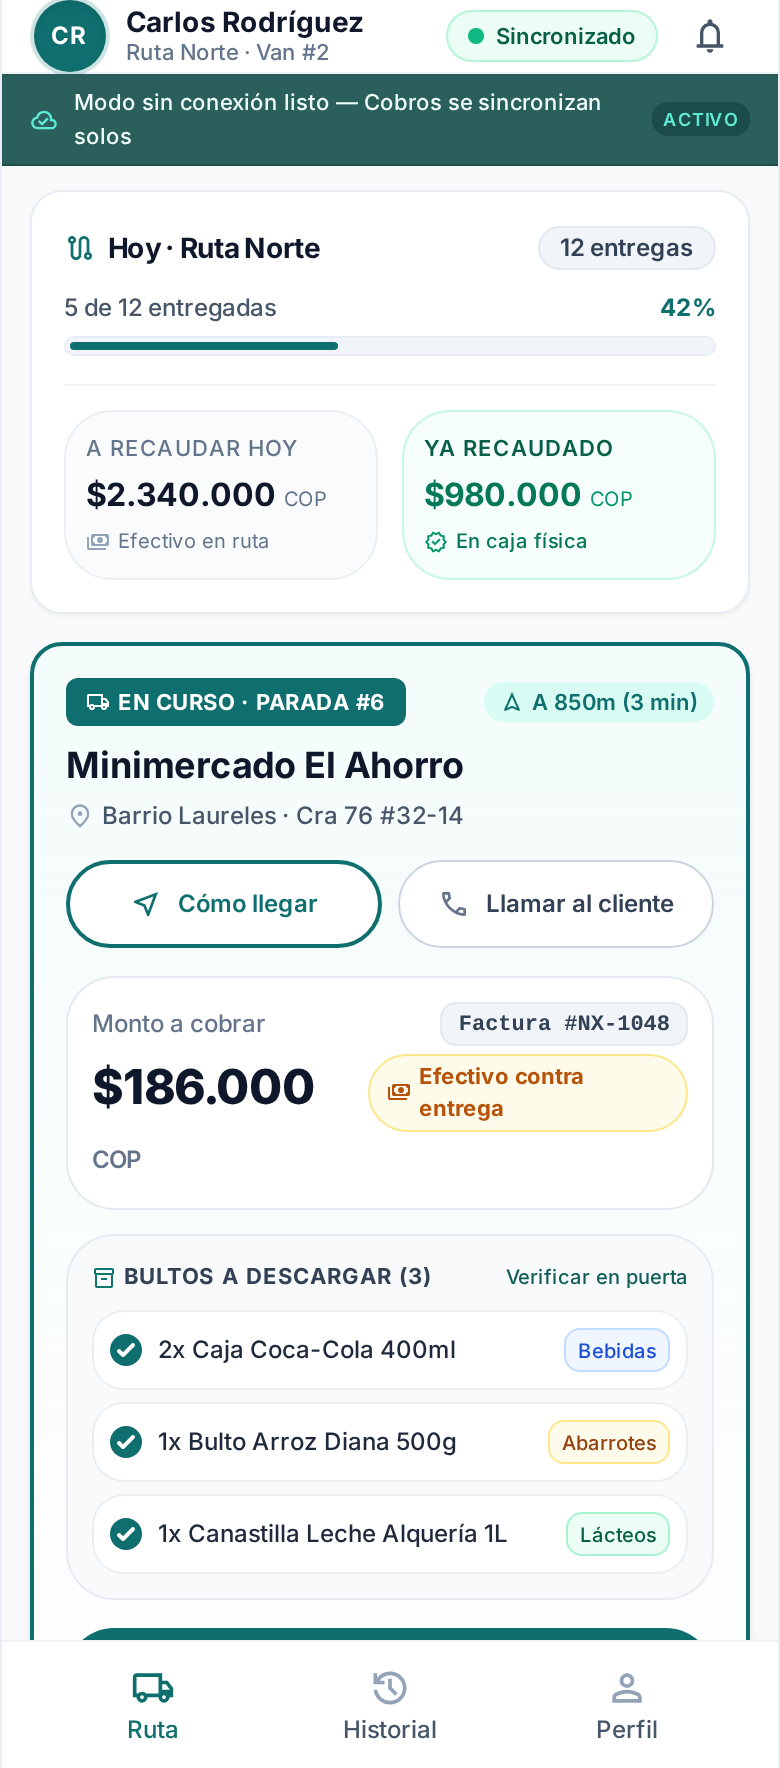 CR
Carlos Rodríguez
Ruta Norte · Van #2
Sincronizado
Modo sin conexión listo — Cobros se sincronizan
solos
ACTIVO
Hoy · Ruta Norte
12 entregas
5 de 12 entregadas
42%
A RECAUDAR HOY
$2.340.000 COP
Efectivo en ruta
YA RECAUDADO
$980.000 COP
En caja física
EN CURSO · PARADA #6
A 850m (3 min)
Minimercado El Ahorro
Barrio Laureles · Cra 76 #32-14
Cómo llegar
Llamar al cliente
Monto a cobrar
Factura #NX-1048
$186.000
COP
Efectivo contra
entrega
BULTOS A DESCARGAR (3)
Verificar en puerta
2x Caja Coca-Cola 400ml
Bebidas
1x Bulto Arroz Diana 500g
Abarrotes
1x Canastilla Leche Alquería 1L
Lácteos
Ruta
Historial
Perfil